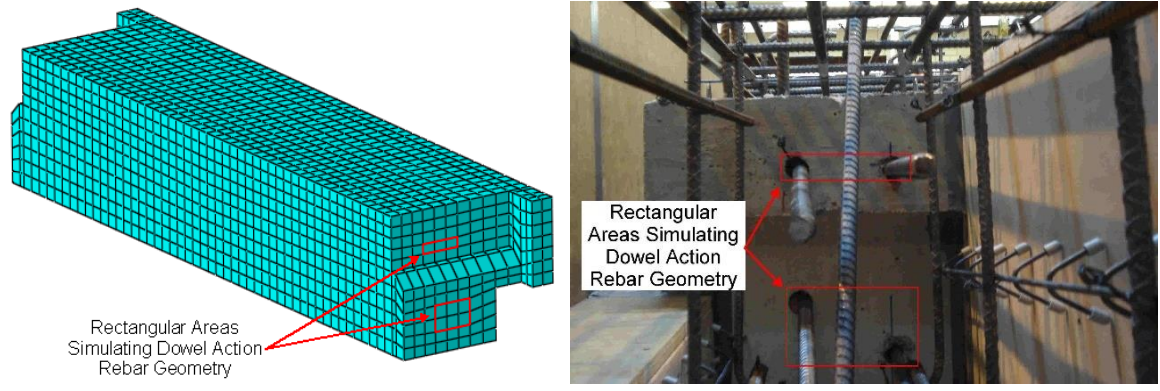 Rectangular Areas
Simulating Dowel Action
Rebar Geometry
Rectangular
Areas Simulating
Dowel Action
Rebar Geometry